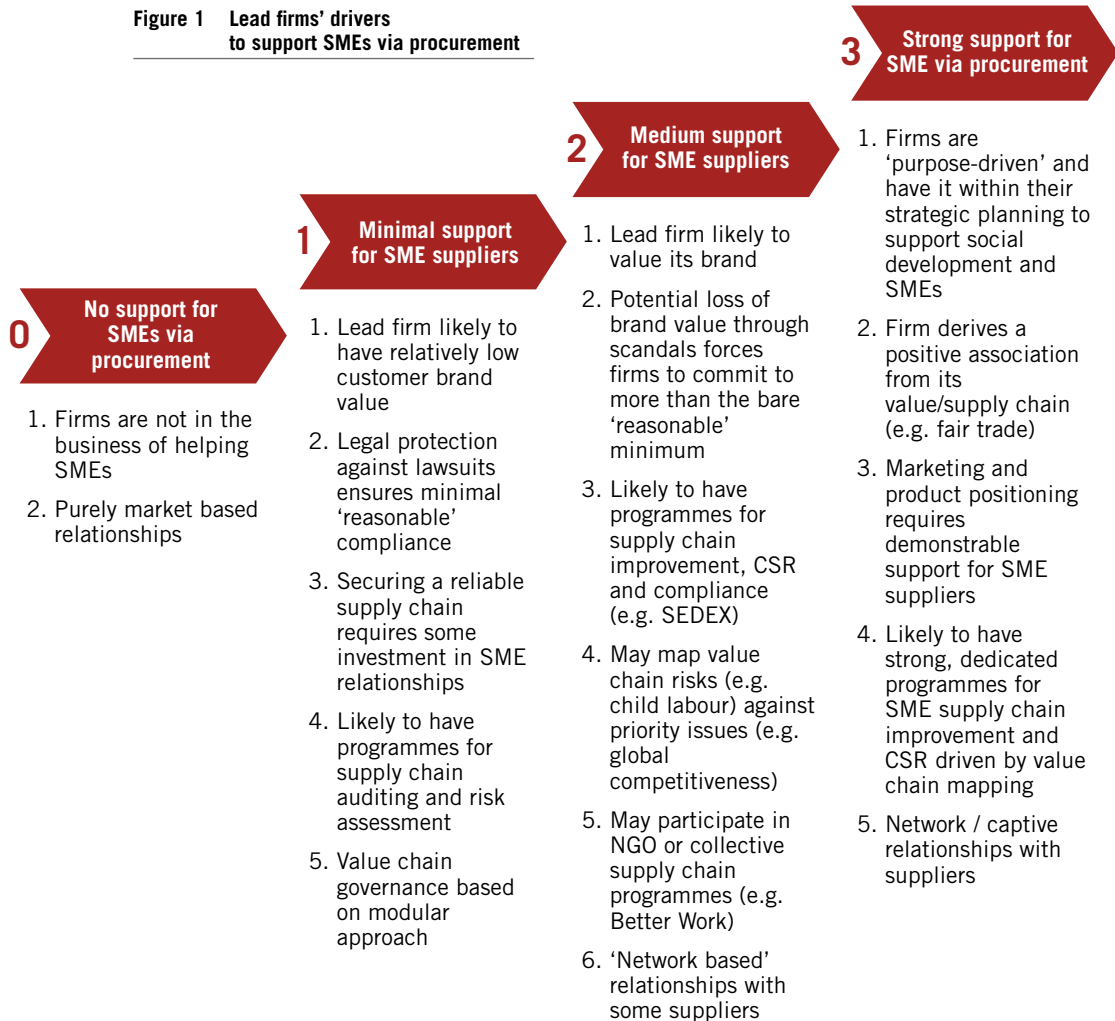 Figure 1 Lead firms’ drivers
to support SMEs via procurement
0
No support for
SMEs via
procurement
1. Firms are not in the
business of helping
SMEs
2. Purely market based
relationships
1
Minimal support
for SME suppliers
1. Lead firm likely to
have relatively low
customer brand
value
2. Legal protection
against lawsuits
ensures minimal
‘reasonable’
compliance
3. Securing a reliable
supply chain
requires some
investment in SME
relationships
4. Likely to have
programmes for
supply chain
auditing and risk
assessment
5. Value chain
governance based
on modular
approach
2
Medium support
for SME suppliers
1. Lead firm likely to
value its brand
2. Potential loss of
brand value through
scandals forces
firms to commit to
more than the bare
‘reasonable’
minimum
3. Likely to have
programmes for
supply chain
improvement, CSR
and compliance
(e.g. SEDEX)
4. May map value
chain risks (e.g.
child labour) against
priority issues (e.g.
global
competitiveness)
5. May participate in
NGO or collective
supply chain
programmes (e.g.
Better Work)
6. ‘Network based’
relationships with
some suppliers
3
Strong support for
SME via procurement
1. Firms are
‘purpose-driven’ and
have it within their
strategic planning to
support social
development and
SMEs
2. Firm derives a
positive association
from its
value/supply chain
(e.g. fair trade)
3. Marketing and
product positioning
requires
demonstrable
support for SME
suppliers
4. Likely to have
strong, dedicated
programmes for
SME supply chain
improvement and
CSR driven by value
chain mapping
5. Network / captive
relationships with
suppliers